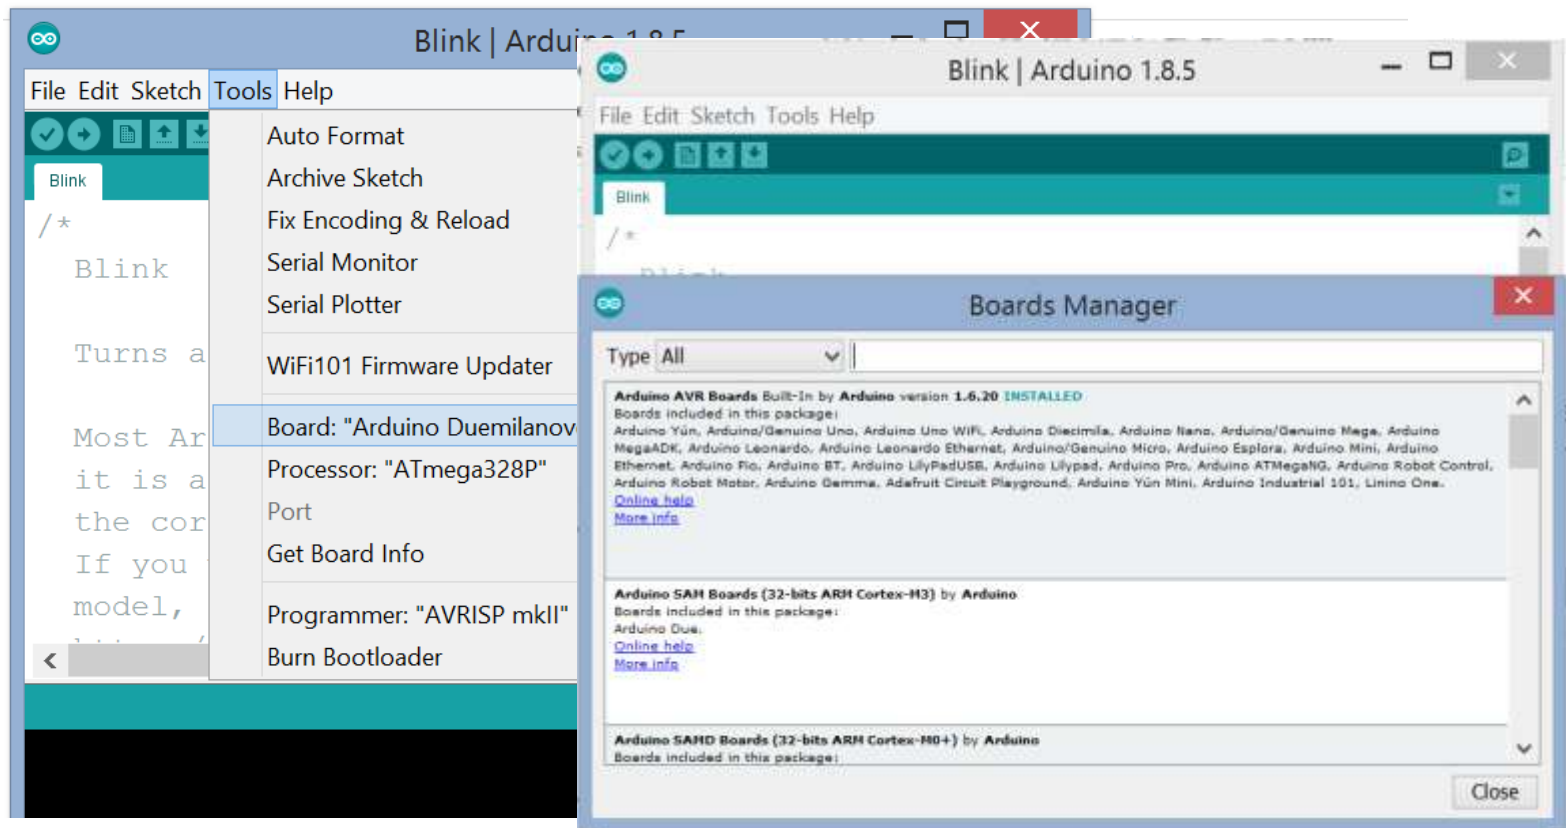 Blink | Arduino 1.8.5
File Edit Sketch Tools Help
Blink
/*
Blink
Turns a
Most Ar
it is a
the cor
If you
model,
Auto Format
Archive Sketch
Fix Encoding & Reload
Serial Monitor
Serial Plotter
WiFi101 Firmware Updater
Board: "Arduino Duemilanov
Processor: "ATmega328P"
Port
Get Board Info
Programmer: "AVRISP mkII"
Burn Bootloader
Blink | Arduino 1.8.5
File Edit Sketch Tools Help
Blink
/*
Blink
Boards Manager
Type All
Arduino AVR Boards Built-In by Arduino version 1.6.20 INSTALLED
Boards included in this package:
Arduino Yún, Arduino/Genuino Uno, Arduino Uno WiFi, Arduino Diecimila, Arduino Nano, Arduino/Genuino Mega, Arduino
MegaADK, Arduino Leonardo, Arduino Leonardo Ethernet, Arduino/Genuino Micro, Arduino Esplora, Arduino Mini, Arduino
Ethernet, Arduino Fio, Arduino BT, Arduino LilyPadUSB, Arduino Lilypad, Arduino Pro, Arduino ATMegaNG, Arduino Robot Control,
Arduino Robot Motor, Arduino Gemma, Adafruit Circuit Playground, Arduino Yún Mini, Arduino Industrial 101, Linino One.
Online help
More info
Arduino SAM Boards (32-bits ARM Cortex-M3) by Arduino
Boards included in this package:
Arduino Due.
Online help
More info
Arduino SAMD Boards (32-bits ARM Cortex-M0+) by Arduino
Boards included in this package:
Close